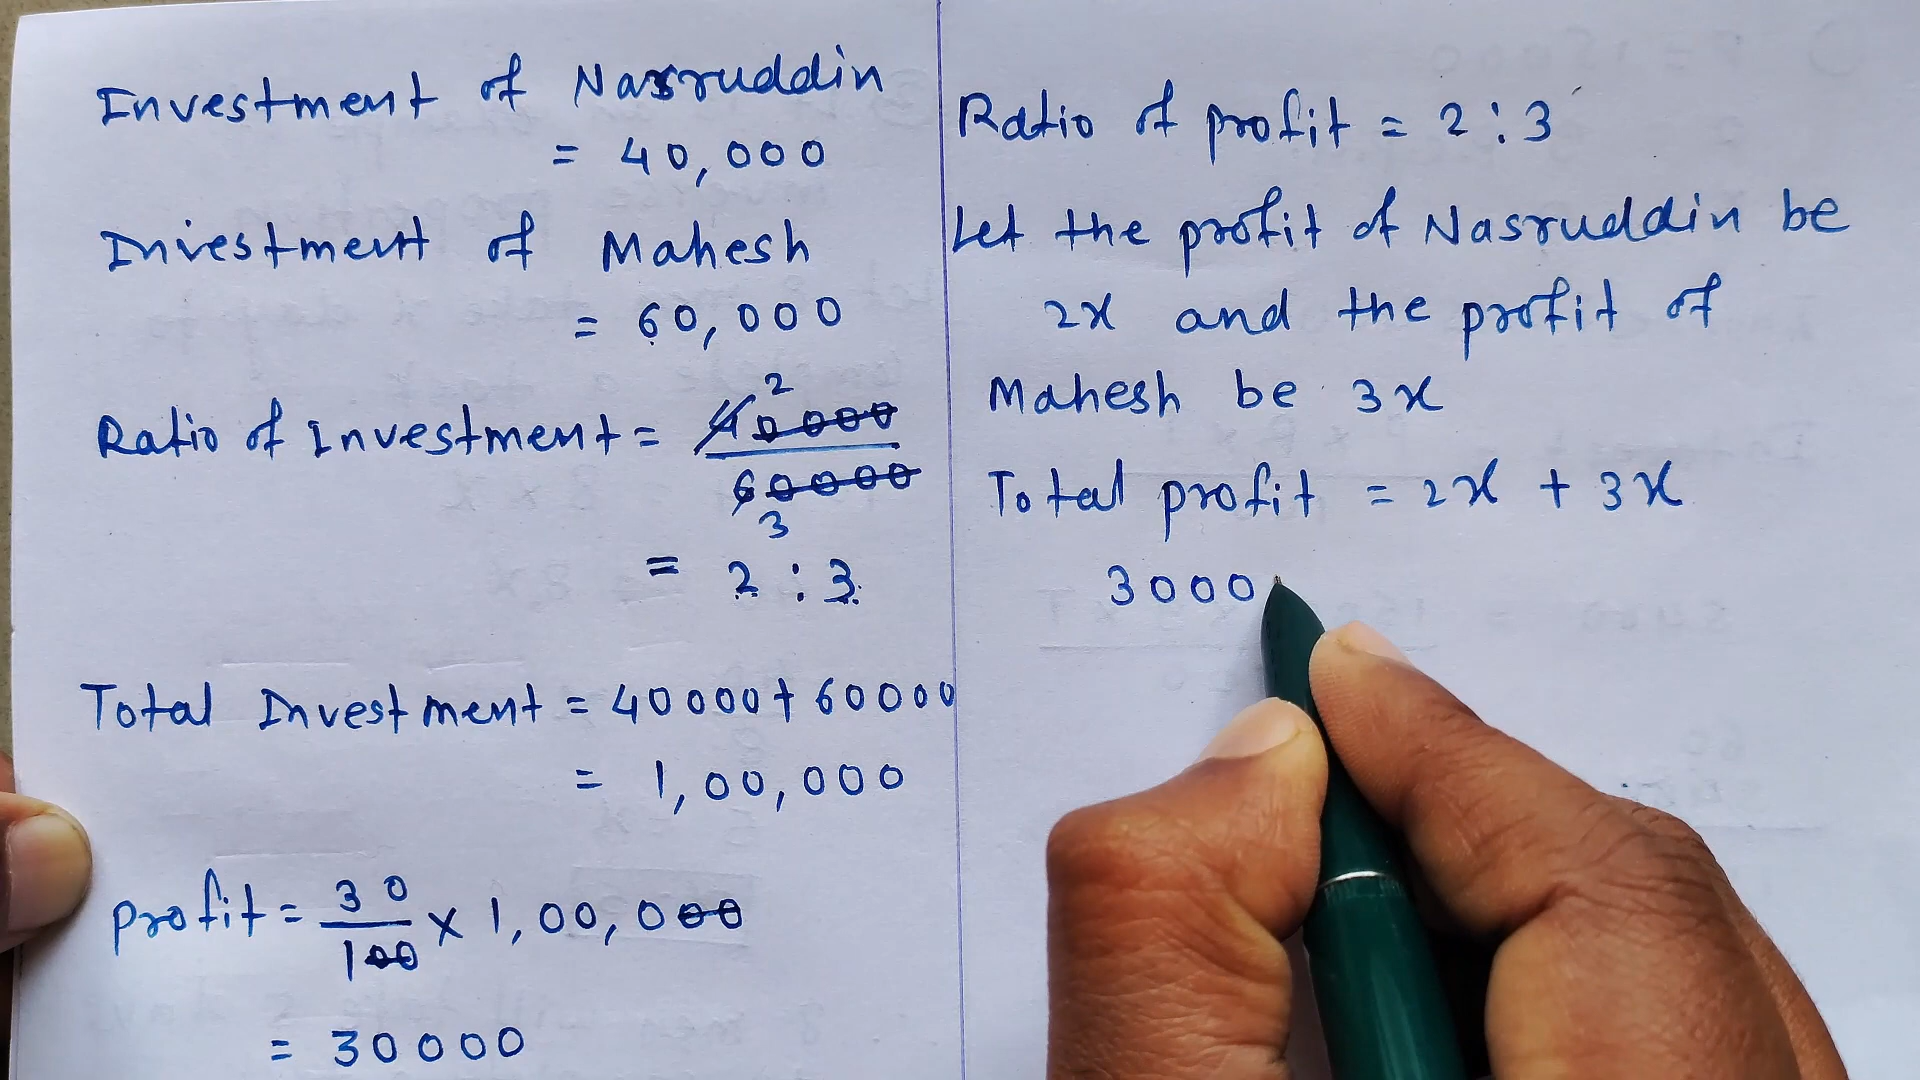 Investment of Nasruddin
= 40,000
Investment of Mahesh
= 60,000
2
Ratio of Investment = 40000
60000
3
= 2 : 3
Total Investment = 40000 + 60000
= 1,00,000
profit = 30/100 x 1,00,000
= 30000
Ratio of profit = 2 : 3
Let the profit of Nasruddin be
2x and the profit of
Mahesh be 3x
Total profit = 2x + 3x
3000